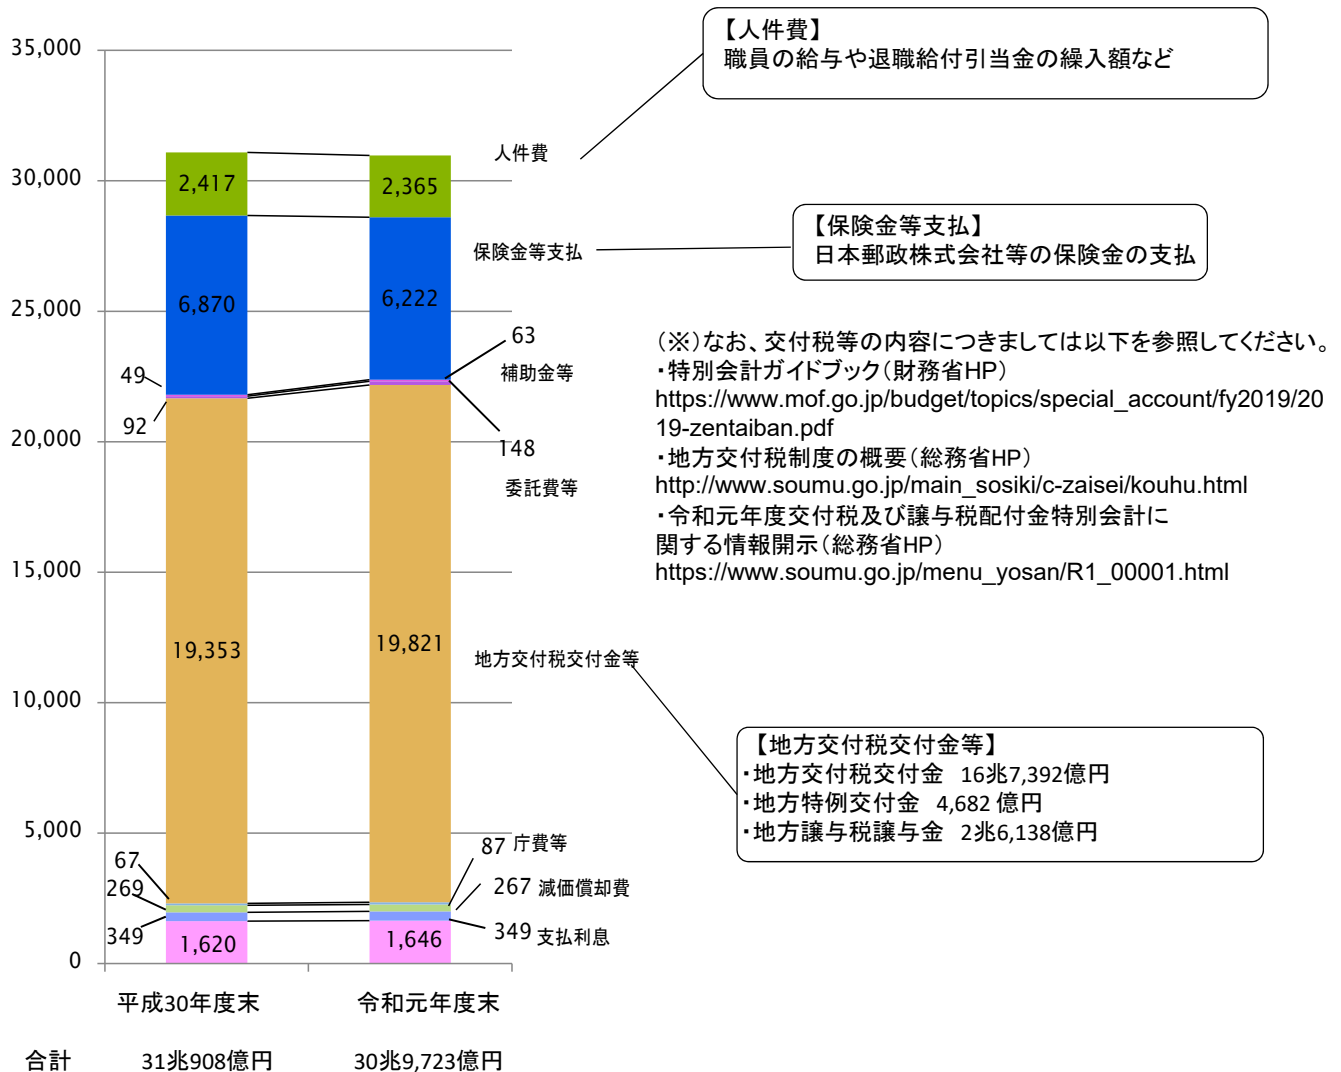 【人件費】
職員の給与や退職給付引当金の繰入額など
35,000
30,000
25,000
20,000
15,000
10,000
5,000
0
2,417
2,365
人件費
6,870
6,222
保険金等支払
【保険金等支払】
日本郵政株式会社等の保険金の支払
49
63
補助金等
92
148
委託費等
(※)なお、交付税等の内容につきましては以下を参照してください。
・特別会計ガイドブック(財務省HP)
https://www.mof.go.jp/budget/topics/special_account/fy2019/20
19-zentaiban.pdf
・地方交付税制度の概要(総務省HP)
http://www.soumu.go.jp/main_sosiki/c-zaisei/kouhu.html
・令和元年度交付税及び譲与税配付金特別会計に
関する情報開示(総務省HP)
https://www.soumu.go.jp/menu_yosan/R1_00001.html
19,353
19,821
地方交付税交付金等
【地方交付税交付金等】
・地方交付税交付金 16兆7,392億円
・地方特例交付金 4,682 億円
・地方譲与税譲与金 2兆6,138億円
67
87 庁費等
269
267 減価償却費
349
349 支払利息
1,620
1,646
平成30年度末 令和元年度末
合計 31兆908億円 30兆9,723億円